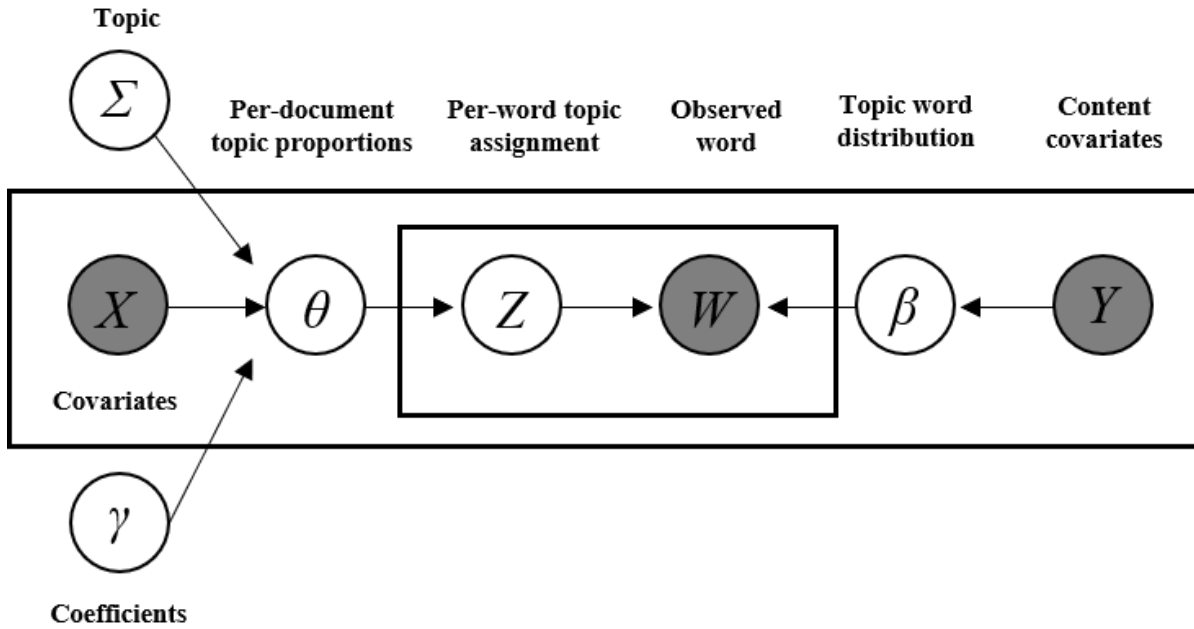 Topic
Σ
Per-document
topic proportions
Per-word topic
assignment
Observed
word
Topic word
distribution
Content
covariates
X
θ
Z
W
β
Y
Covariates
γ
Coefficients